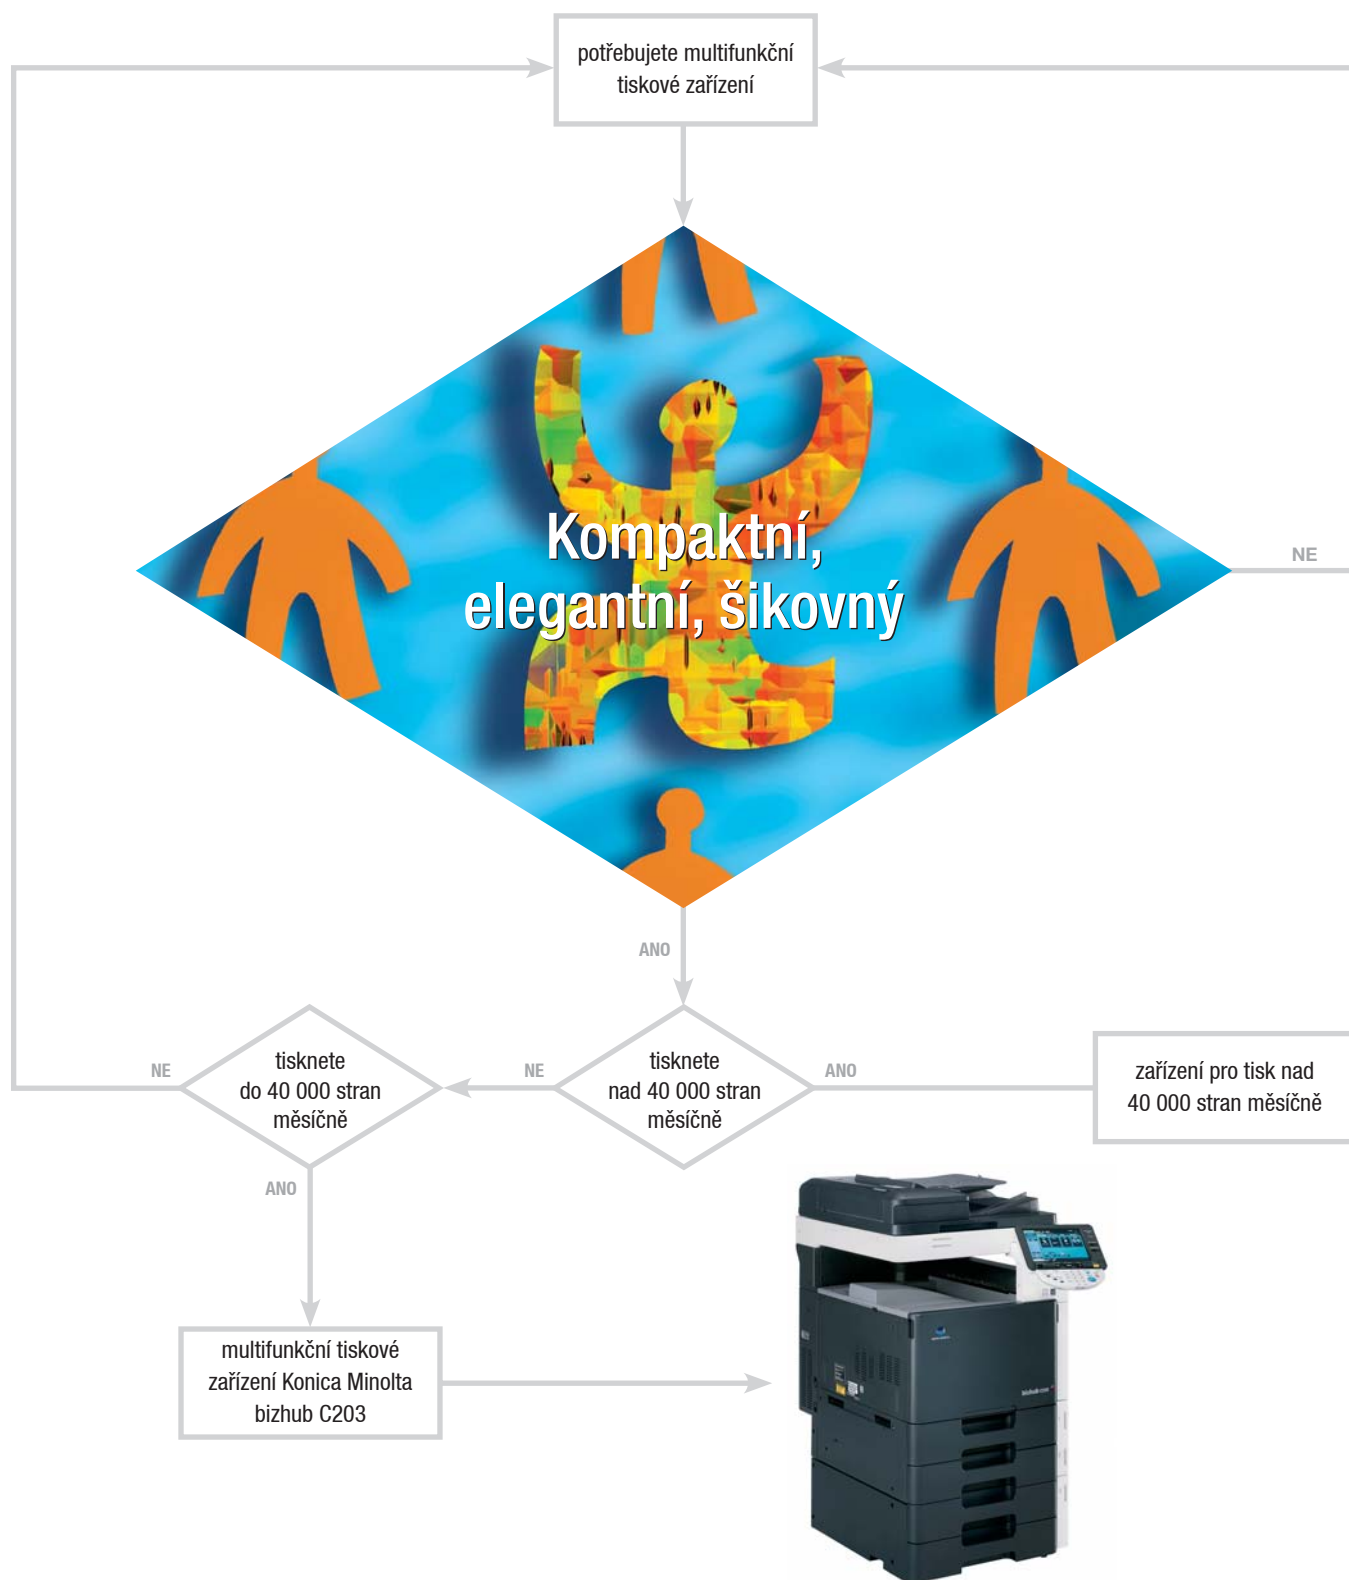 potřebujete multifunkční
tiskové zařízení
Kompaktní,
elegantní, šikovný
NE
ANO
NE
tisknete
do 40 000 stran
měsíčně
NE
tisknete
nad 40 000 stran
měsíčně
ANO
zařízení pro tisk nad
40 000 stran měsíčně
ANO
multifunkční tiskové
zařízení Konica Minolta
bizhub C203
bizhub